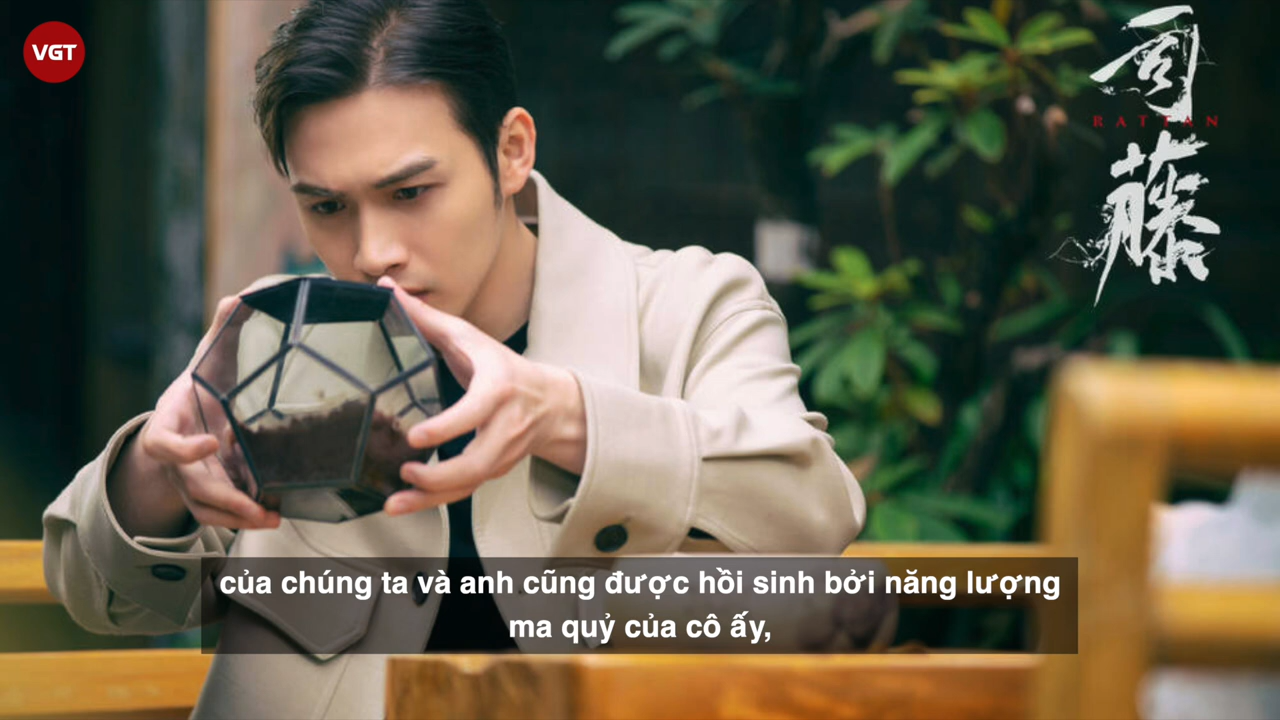 VGT
司
RATTAN
藤
của chúng ta và anh cũng được hồi sinh bởi năng lượng
ma quỷ của cô ấy,